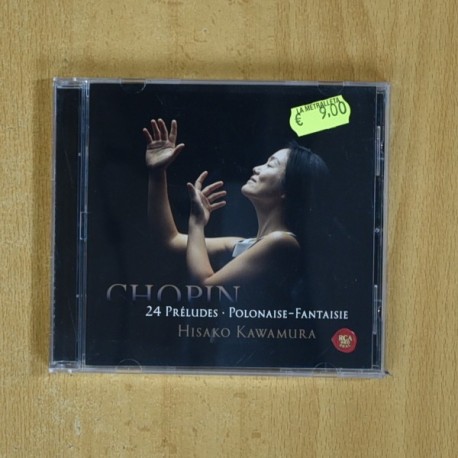 LA METRALLETA
€ 9,00
CHOPIN
24 PRÉLUDES · POLONAISE-FANTAISIE
HISAKO KAWAMURA
RCA